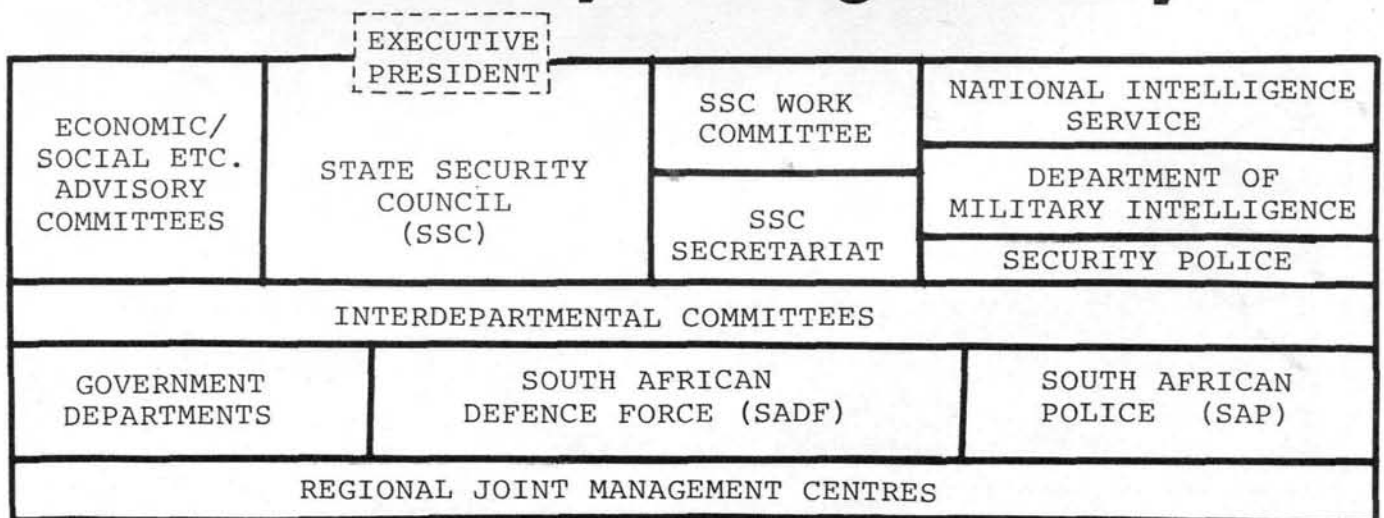 EXECUTIVE
PRESIDENT
ECONOMIC/
SOCIAL ETC.
ADVISORY
COMMITTEES
STATE SECURITY
COUNCIL
(SSC)
SSC WORK
COMMITTEE
SSC
SECRETARIAT
NATIONAL INTELLIGENCE
SERVICE
DEPARTMENT OF
MILITARY INTELLIGENCE
SECURITY POLICE
INTERDEPARTMENTAL COMMITTEES
GOVERNMENT
DEPARTMENTS
SOUTH AFRICAN
DEFENCE FORCE (SADF)
SOUTH AFRICAN
POLICE (SAP)
REGIONAL JOINT MANAGEMENT CENTRES